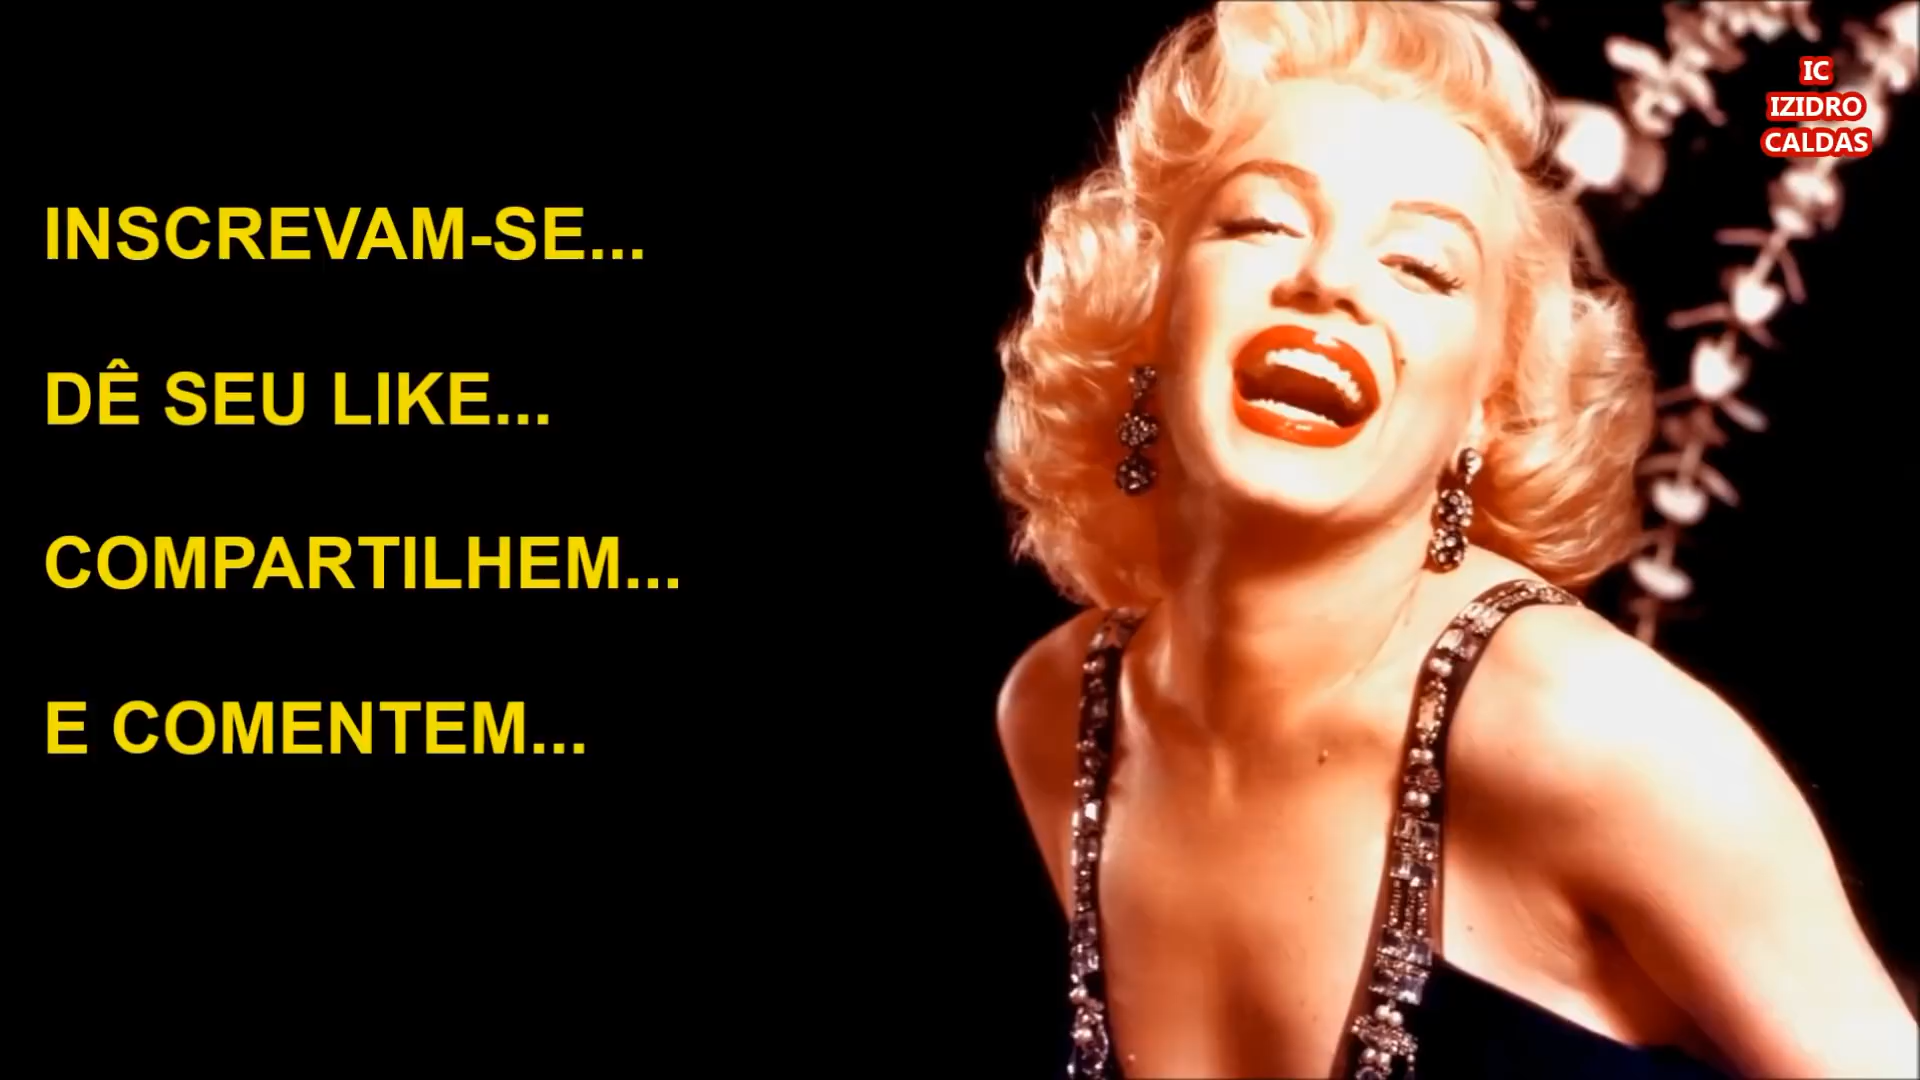 INSCREVAM-SE...
DÊ SEU LIKE...
COMPARTILHEM...
E COMENTEM...
IC
IZIDRO
CALDAS